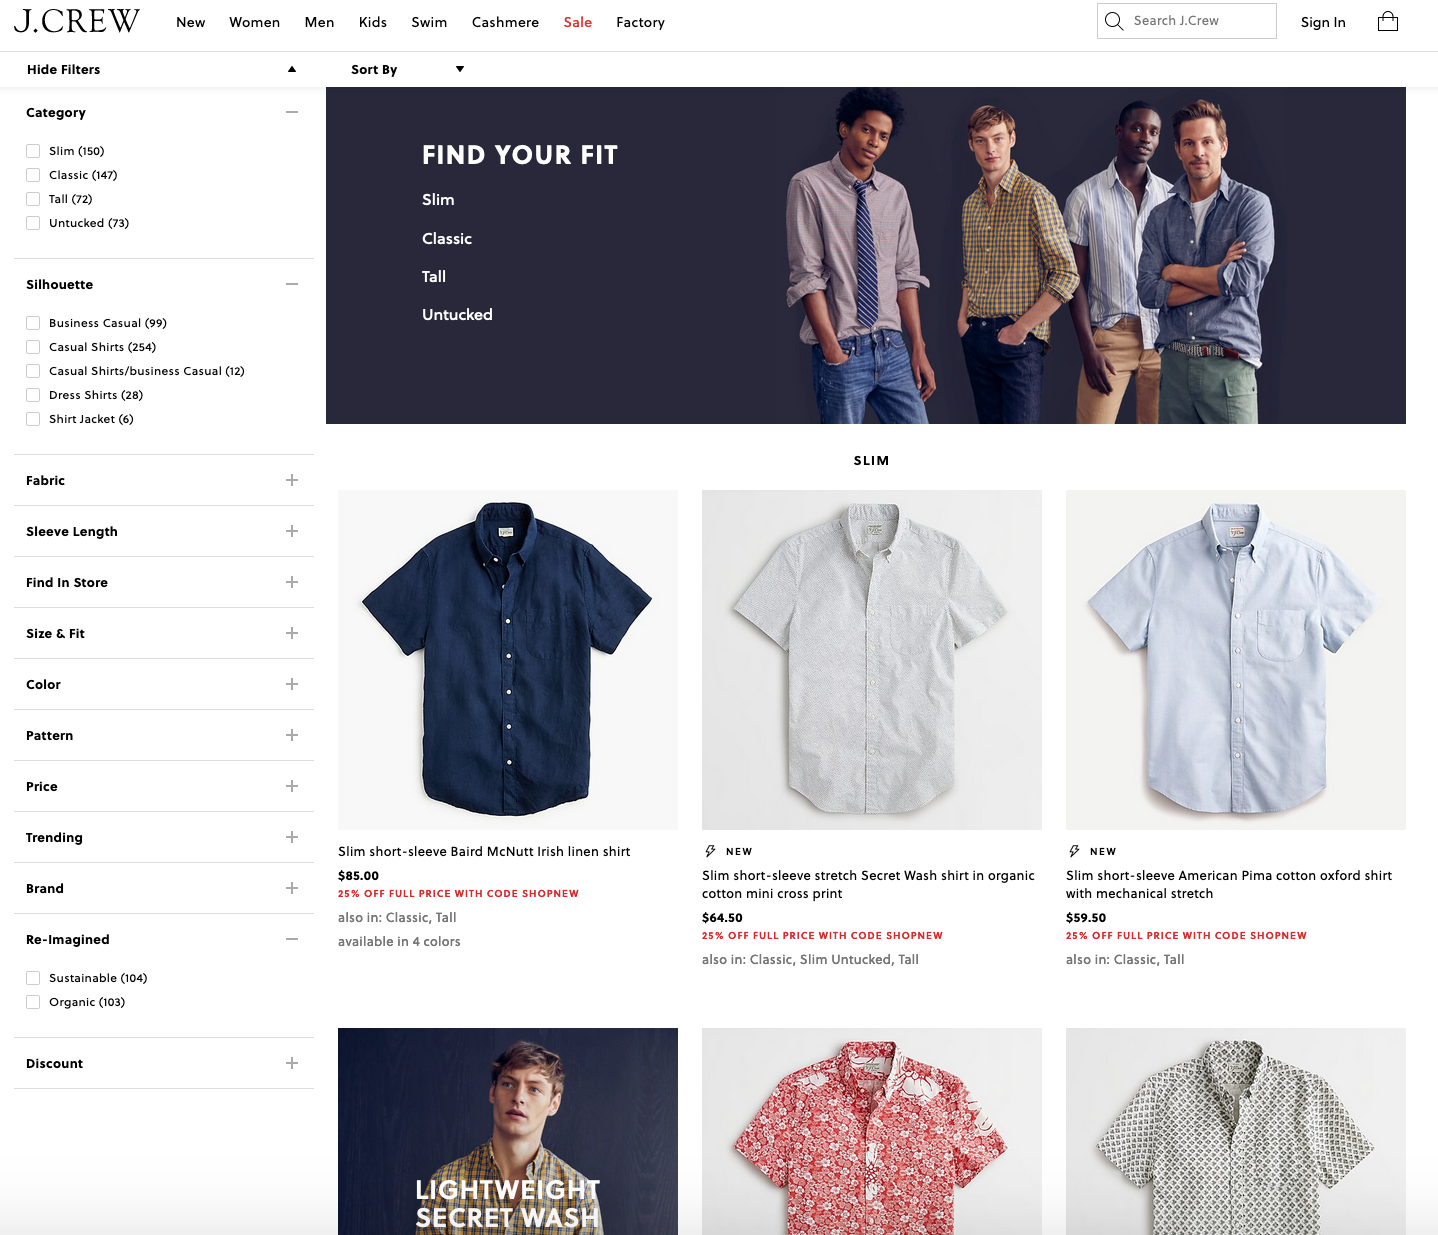 J.CREW
New
Women
Men
Kids
Swim
Cashmere
Sale
Factory
Search J.Crew
Sign In
Hide Filters
Sort By
Category
Slim (150)
Classic (147)
Tall (72)
Untucked (73)
Silhouette
Business Casual (99)
Casual Shirts (254)
Casual Shirts/business Casual (12)
Dress Shirts (28)
Shirt Jacket (6)
Fabric
Sleeve Length
Find In Store
Size & Fit
Color
Pattern
Price
Trending
Brand
Re-Imagined
Sustainable (104)
Organic (103)
Discount
FIND YOUR FIT
Slim
Classic
Tall
Untucked
SLIM
Slim short-sleeve Baird McNutt Irish linen shirt
$85.00
25% OFF FULL PRICE WITH CODE SHOPNEW
also in: Classic, Tall
available in 4 colors
NEW
Slim short-sleeve stretch Secret Wash shirt in organic
cotton mini cross print
$64.50
25% OFF FULL PRICE WITH CODE SHOPNEW
also in: Classic, Slim Untucked, Tall
NEW
Slim short-sleeve American Pima cotton oxford shirt
with mechanical stretch
$59.50
25% OFF FULL PRICE WITH CODE SHOPNEW
also in: Classic, Tall
LIGHTWEIGHT
SECRET WASH